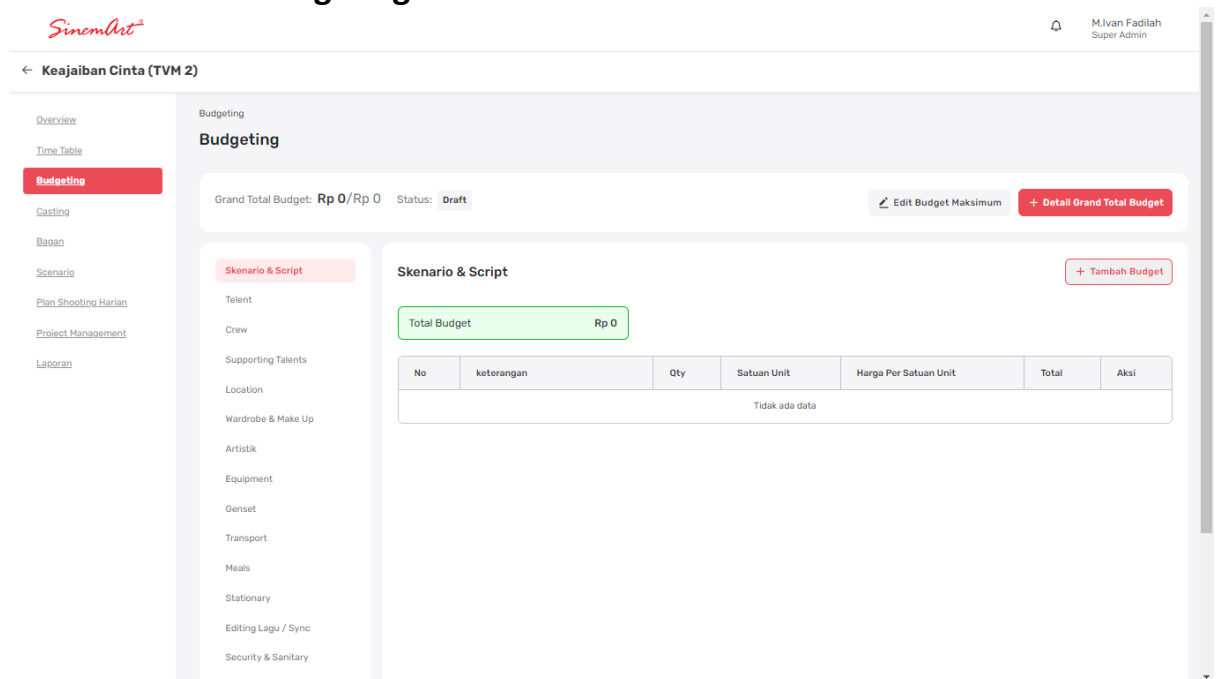 SinemArt
M.Ivan Fadilah
Super Admin
← Keajaiban Cinta (TVM 2)
Overview
Time Table
Budgeting
Casting
Bagan
Scenario
Plan Shooting Harian
Project Management
Laporan
Budgeting
Budgeting
Grand Total Budget: Rp 0/Rp 0 Status: Draft
Edit Budget Maksimum
+ Detail Grand Total Budget
Skenario & Script
Telent
Crew
Supporting Talents
Location
Wardrobe & Make Up
Artistik
Equipment
Genset
Transport
Meals
Stationary
Editing Lagu / Sync
Security & Sanitary
Skenario & Script
+ Tambah Budget
Total Budget Rp 0
No keterangan Qty Satuan Unit Harga Per Satuan Unit Total Aksi
Tidak ada data